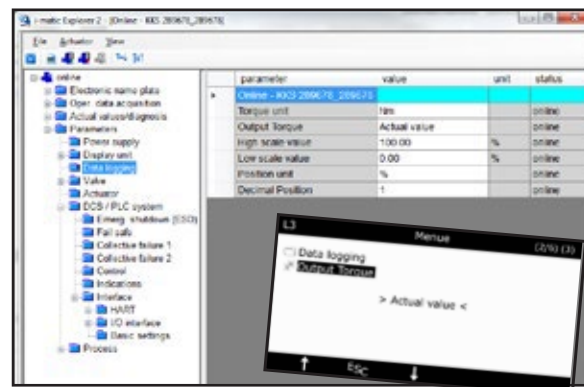 i-matic Explorer 2 - [Online - KKS 289678_289678]
File Actuator View
online
Electronic name plate
Oper. data acquisition
Actual values/diagnosis
Parameters
Power supply
Display unit
Data logging
Valve
Actuator
DCS / PLC system
Emerg. shutdown (ESD)
Fail safe
Collective failure 1
Collective failure 2
Control
Indications
Interface
HART
I/O interface
Basic settings
Process
parameter value unit status
Online - KKS 289678_289678
Torque unit Nm online
Output Torque Actual value online
High scale value 100.00 % online
Low scale value 0.00 % online
Position unit % online
Decimal Position 1 online
L3 Menue (2/6) (3)
Data logging
Output Torque
> Actual value <
ESC